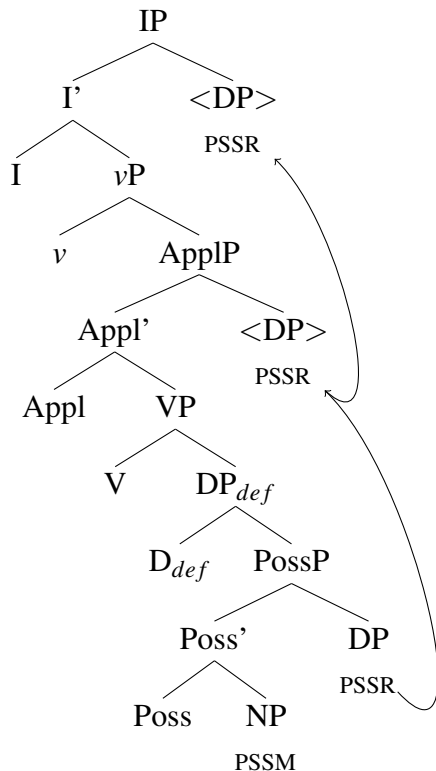 IP
I' <DP>
PSSR
I vP
v ApplP
Appl' <DP>
PSSR
Appl VP
V DPdef
Ddef PossP
Poss' DP
PSSR
Poss NP
PSSM